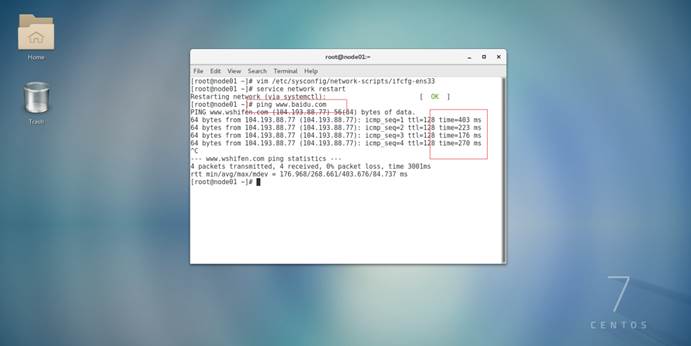 Home
Trash
root@node01:~
File Edit View Search Terminal Help
[root@node01 ~]# vim /etc/sysconfig/network-scripts/ifcfg-ens33
[root@node01 ~]# service network restart
Restarting network (via systemctl): [ OK ]
[root@node01 ~]# ping www.baidu.com
PING www.wshifen.com (104.193.88.77) 56(84) bytes of data.
64 bytes from 104.193.88.77 (104.193.88.77): icmp_seq=1 ttl=128 time=403 ms
64 bytes from 104.193.88.77 (104.193.88.77): icmp_seq=2 ttl=128 time=223 ms
64 bytes from 104.193.88.77 (104.193.88.77): icmp_seq=3 ttl=128 time=176 ms
64 bytes from 104.193.88.77 (104.193.88.77): icmp_seq=4 ttl=128 time=270 ms
^C
--- www.wshifen.com ping statistics ---
4 packets transmitted, 4 received, 0% packet loss, time 3001ms
rtt min/avg/max/mdev = 176.968/268.661/403.676/84.737 ms
[root@node01 ~]#
7
CENTOS